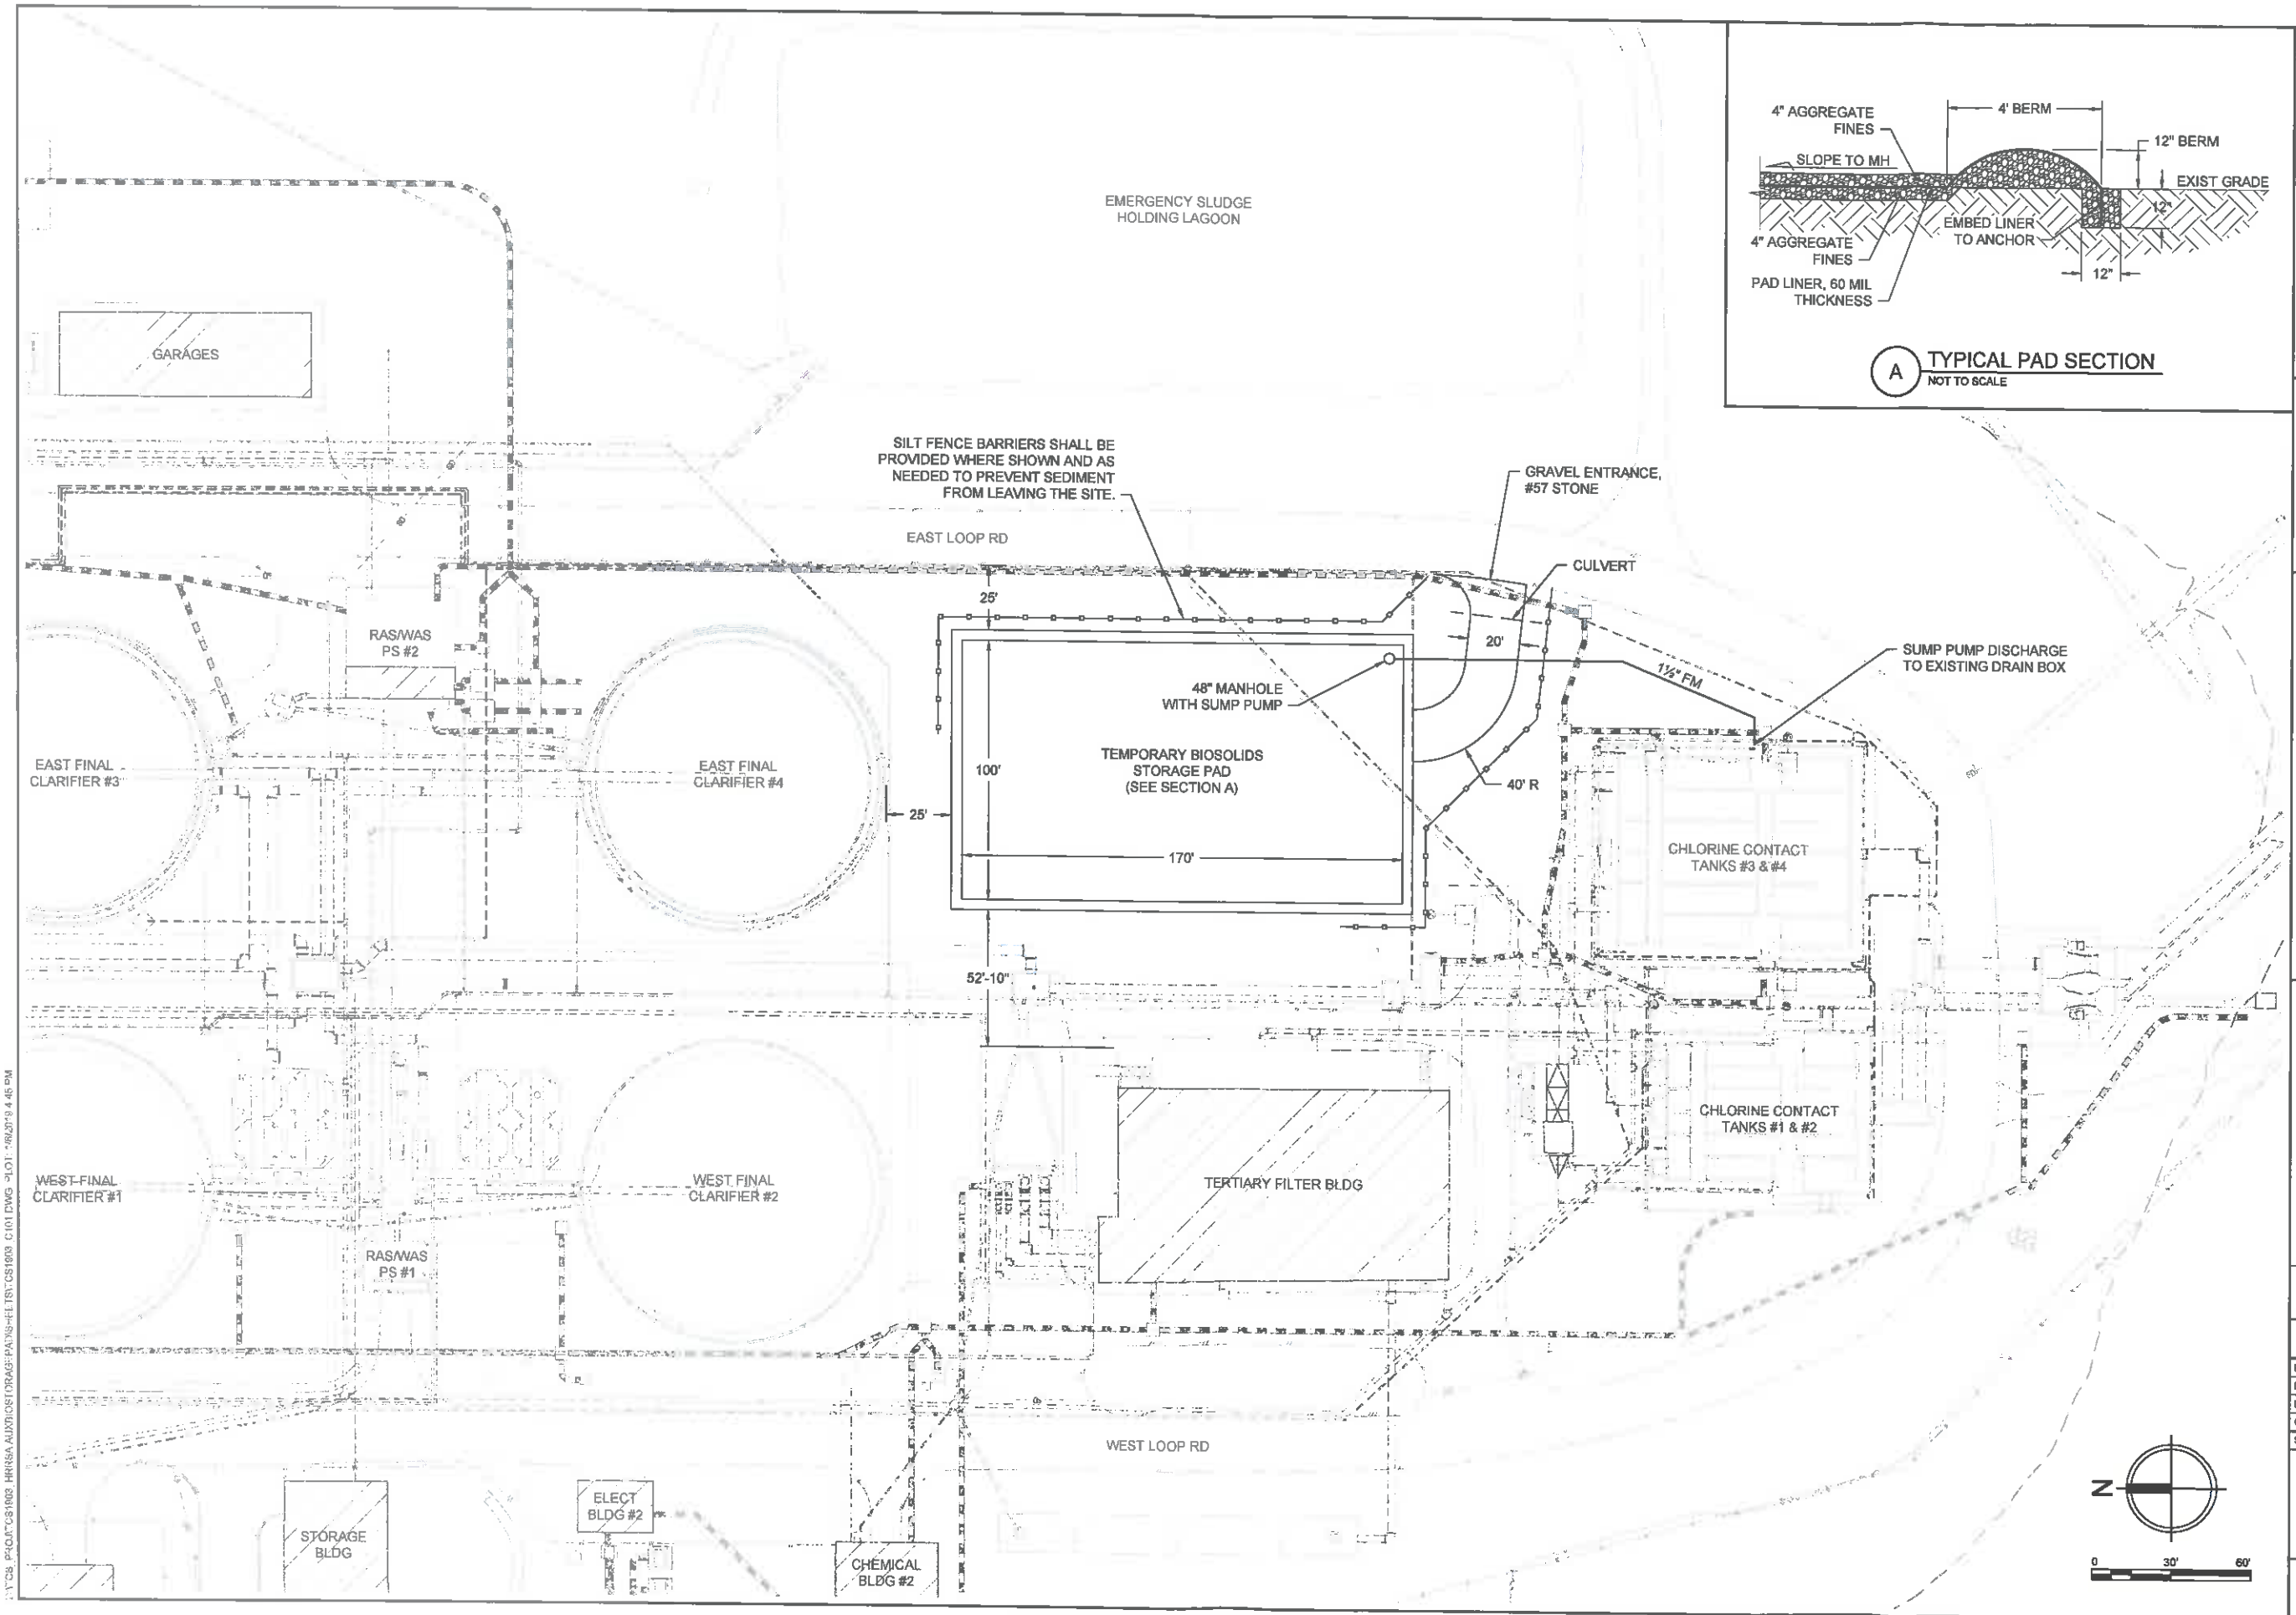 4" AGGREGATE
FINES
4' BERM
12" BERM
SLOPE TO MH
EXIST GRADE
12"
EMBED LINER
TO ANCHOR
4" AGGREGATE
FINES
12"
PAD LINER, 60 MIL
THICKNESS
A
TYPICAL PAD SECTION
NOT TO SCALE
EMERGENCY SLUDGE
HOLDING LAGOON
GARAGES
SILT FENCE BARRIERS SHALL BE
PROVIDED WHERE SHOWN AND AS
NEEDED TO PREVENT SEDIMENT
FROM LEAVING THE SITE.
GRAVEL ENTRANCE,
#57 STONE
EAST LOOP RD
CULVERT
25'
20'
RAS/WAS
PS #2
SUMP PUMP DISCHARGE
TO EXISTING DRAIN BOX
1½" FM
48" MANHOLE
WITH SUMP PUMP
EAST FINAL
CLARIFIER #3
EAST FINAL
CLARIFIER #4
100'
TEMPORARY BIOSOLIDS
STORAGE PAD
(SEE SECTION A)
40' R
25'
170'
CHLORINE CONTACT
TANKS #3 & #4
52'-10"
CHLORINE CONTACT
TANKS #1 & #2
WEST FINAL
CLARIFIER #1
WEST FINAL
CLARIFIER #2
TERTIARY FILTER BLDG
RAS/WAS
PS #1
WEST LOOP RD
ELECT
BLDG #2
STORAGE
BLDG
CHEMICAL
BLDG #2
N
0 30' 60'